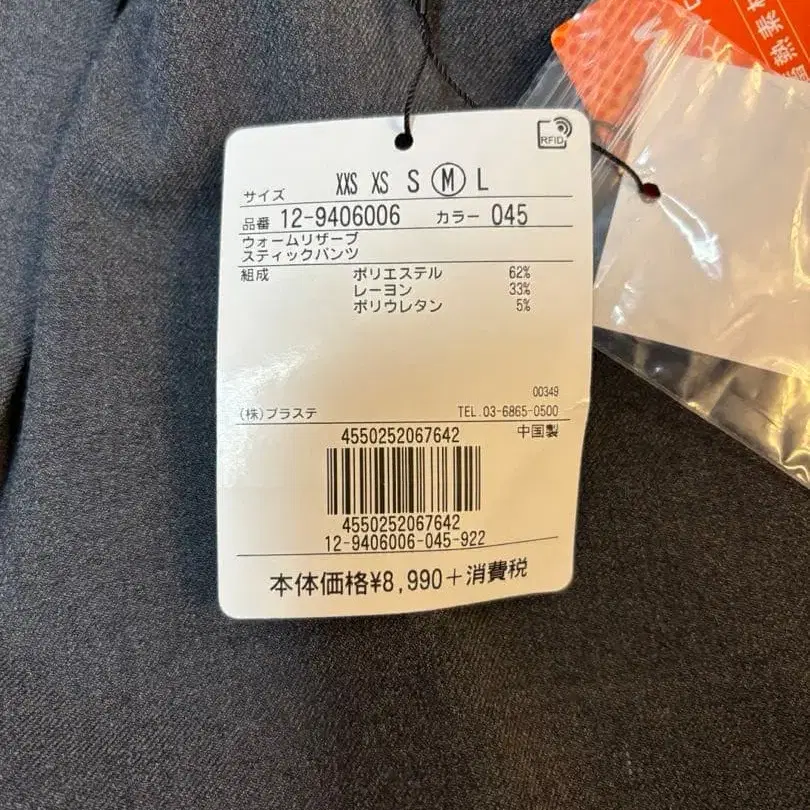 RFID
サイズ XXS XS S M L
品番 12-9406006 カラー 045
ウォームリザーブ
スティックパンツ
組成 ポリエステル 62%
レーヨン 33%
ポリウレタン 5%
00349
(株)プラステ TEL.03-6865-0500
4550252067642 中国製
4550252067642
12-9406006-045-922
本体価格¥8,990+消費税
熱素材